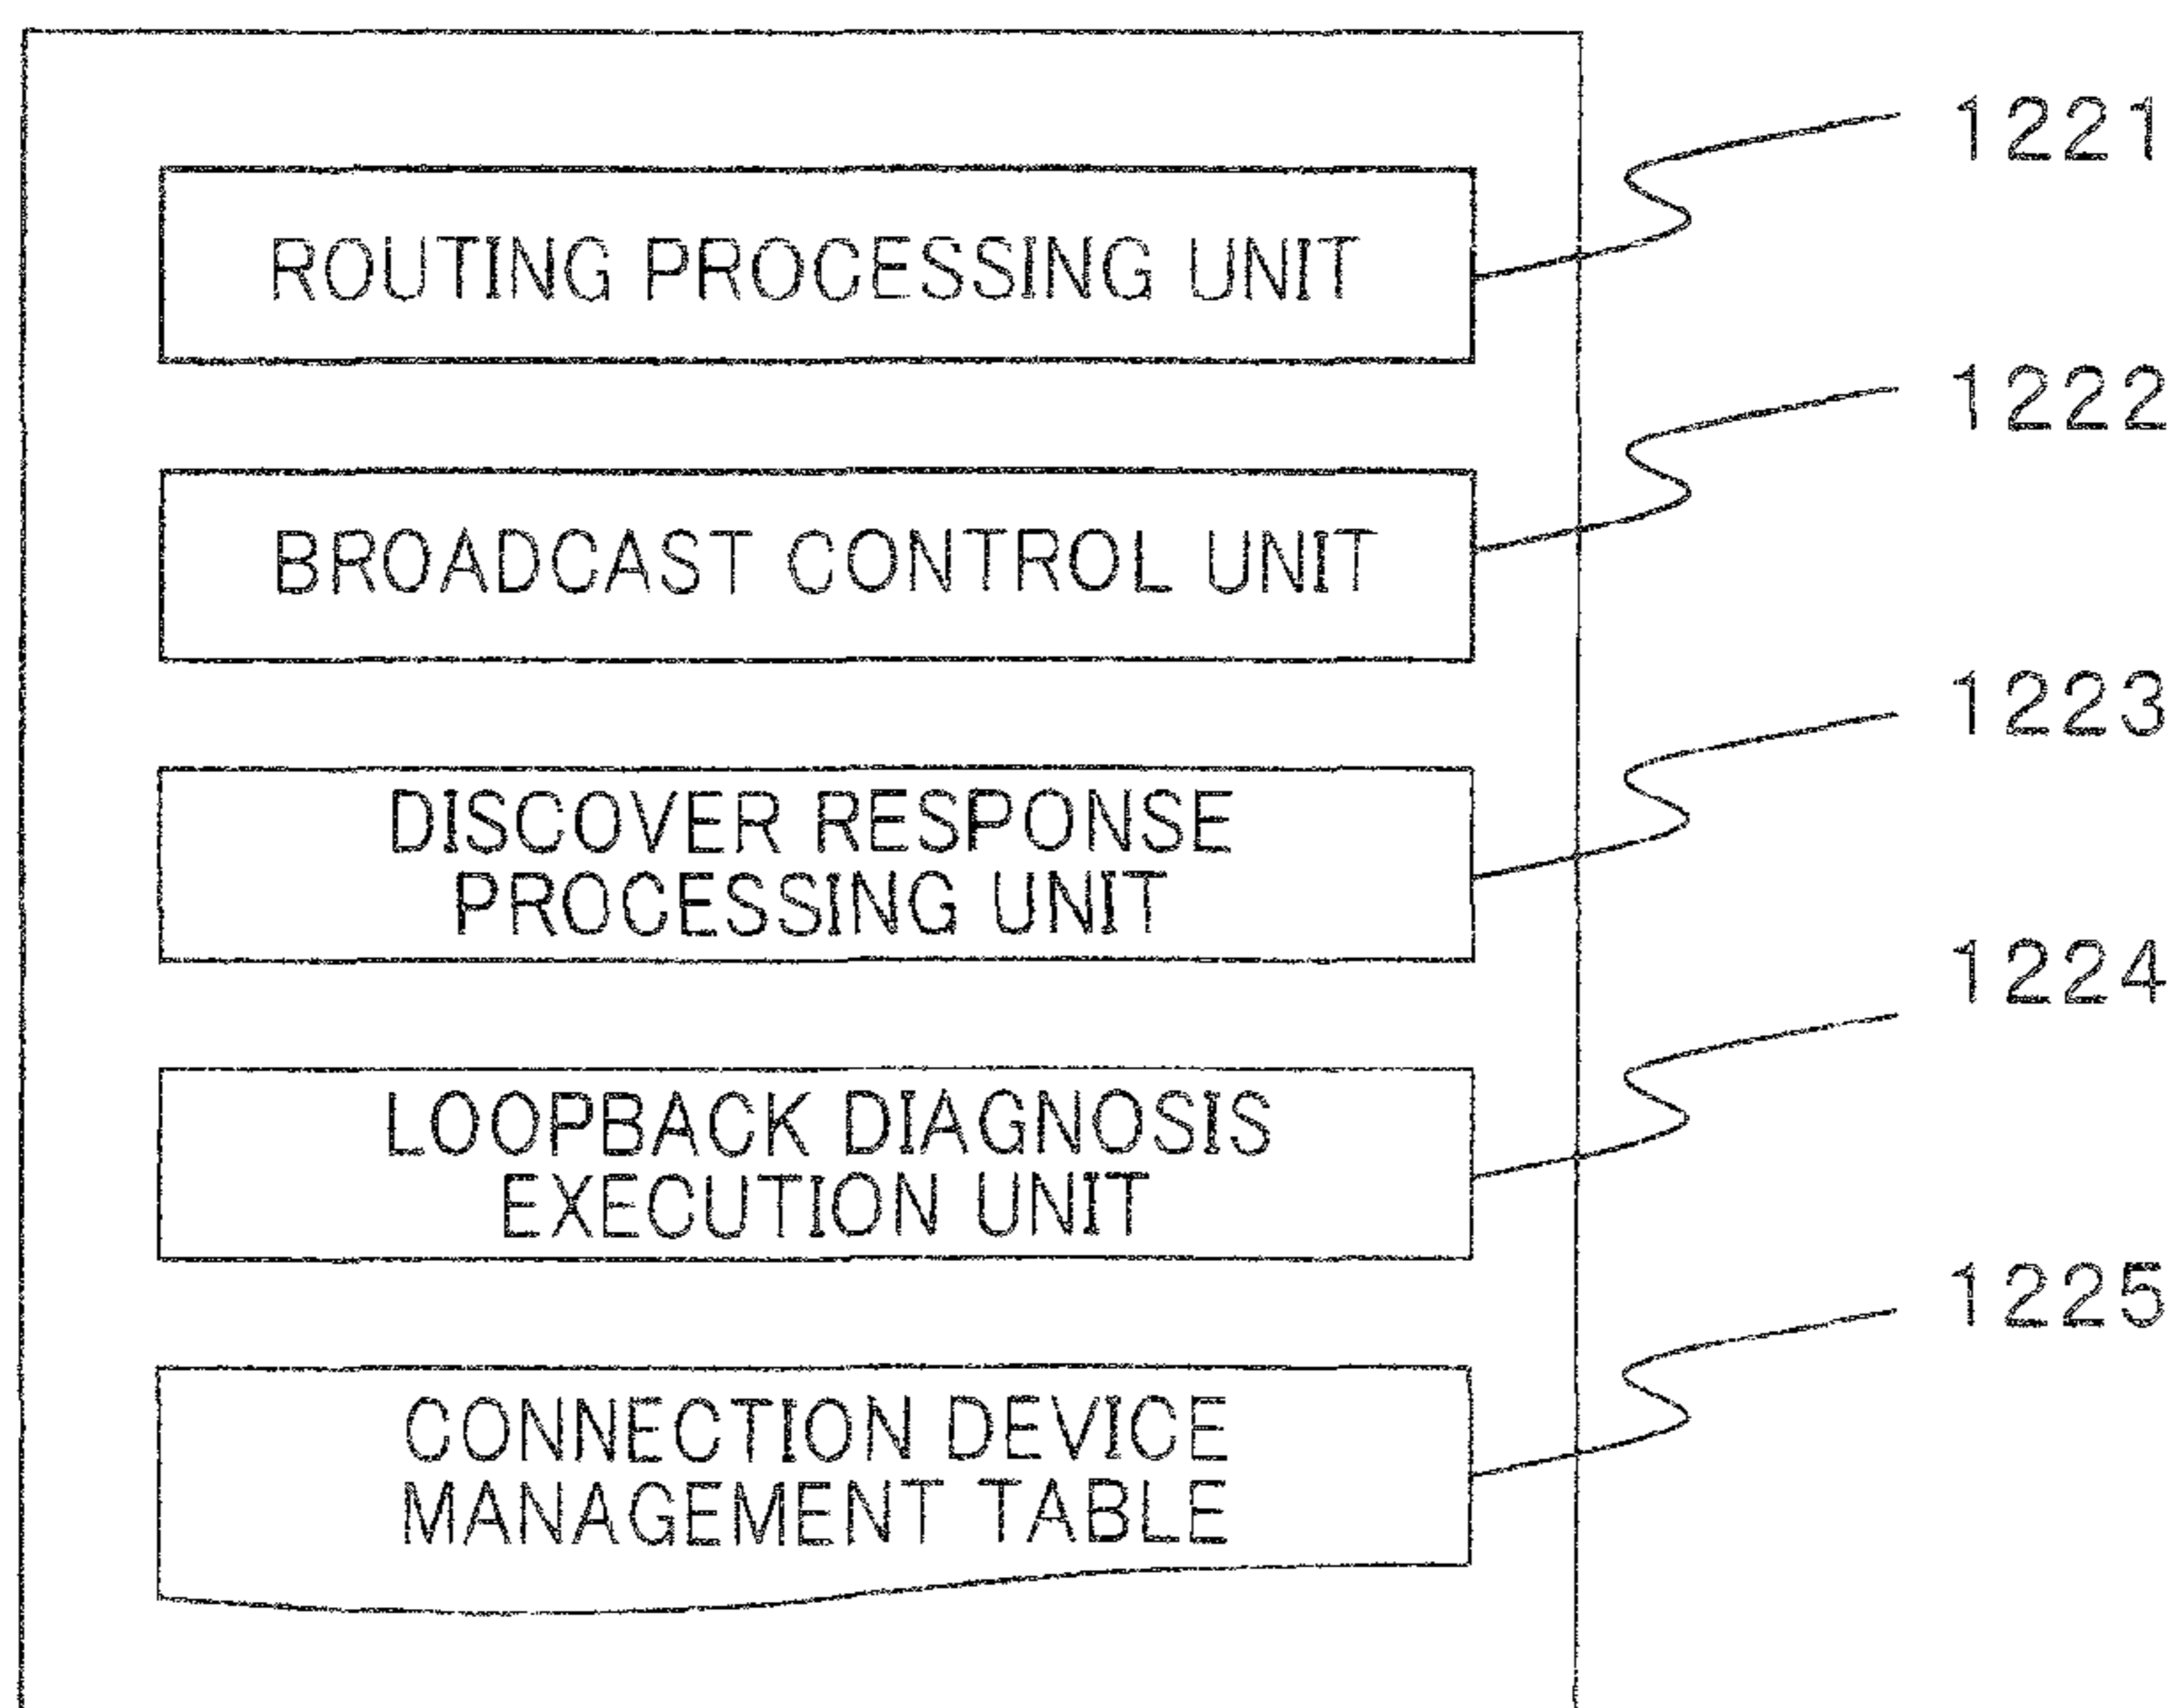 1221
ROUTING PROCESSING UNIT
1222
BROADCAST CONTROL UNIT
1223
DISCOVER RESPONSE
PROCESSING UNIT
1224
LOOPBACK DIAGNOSIS
EXECUTION UNIT
1225
CONNECTION DEVICE
MANAGEMENT TABLE